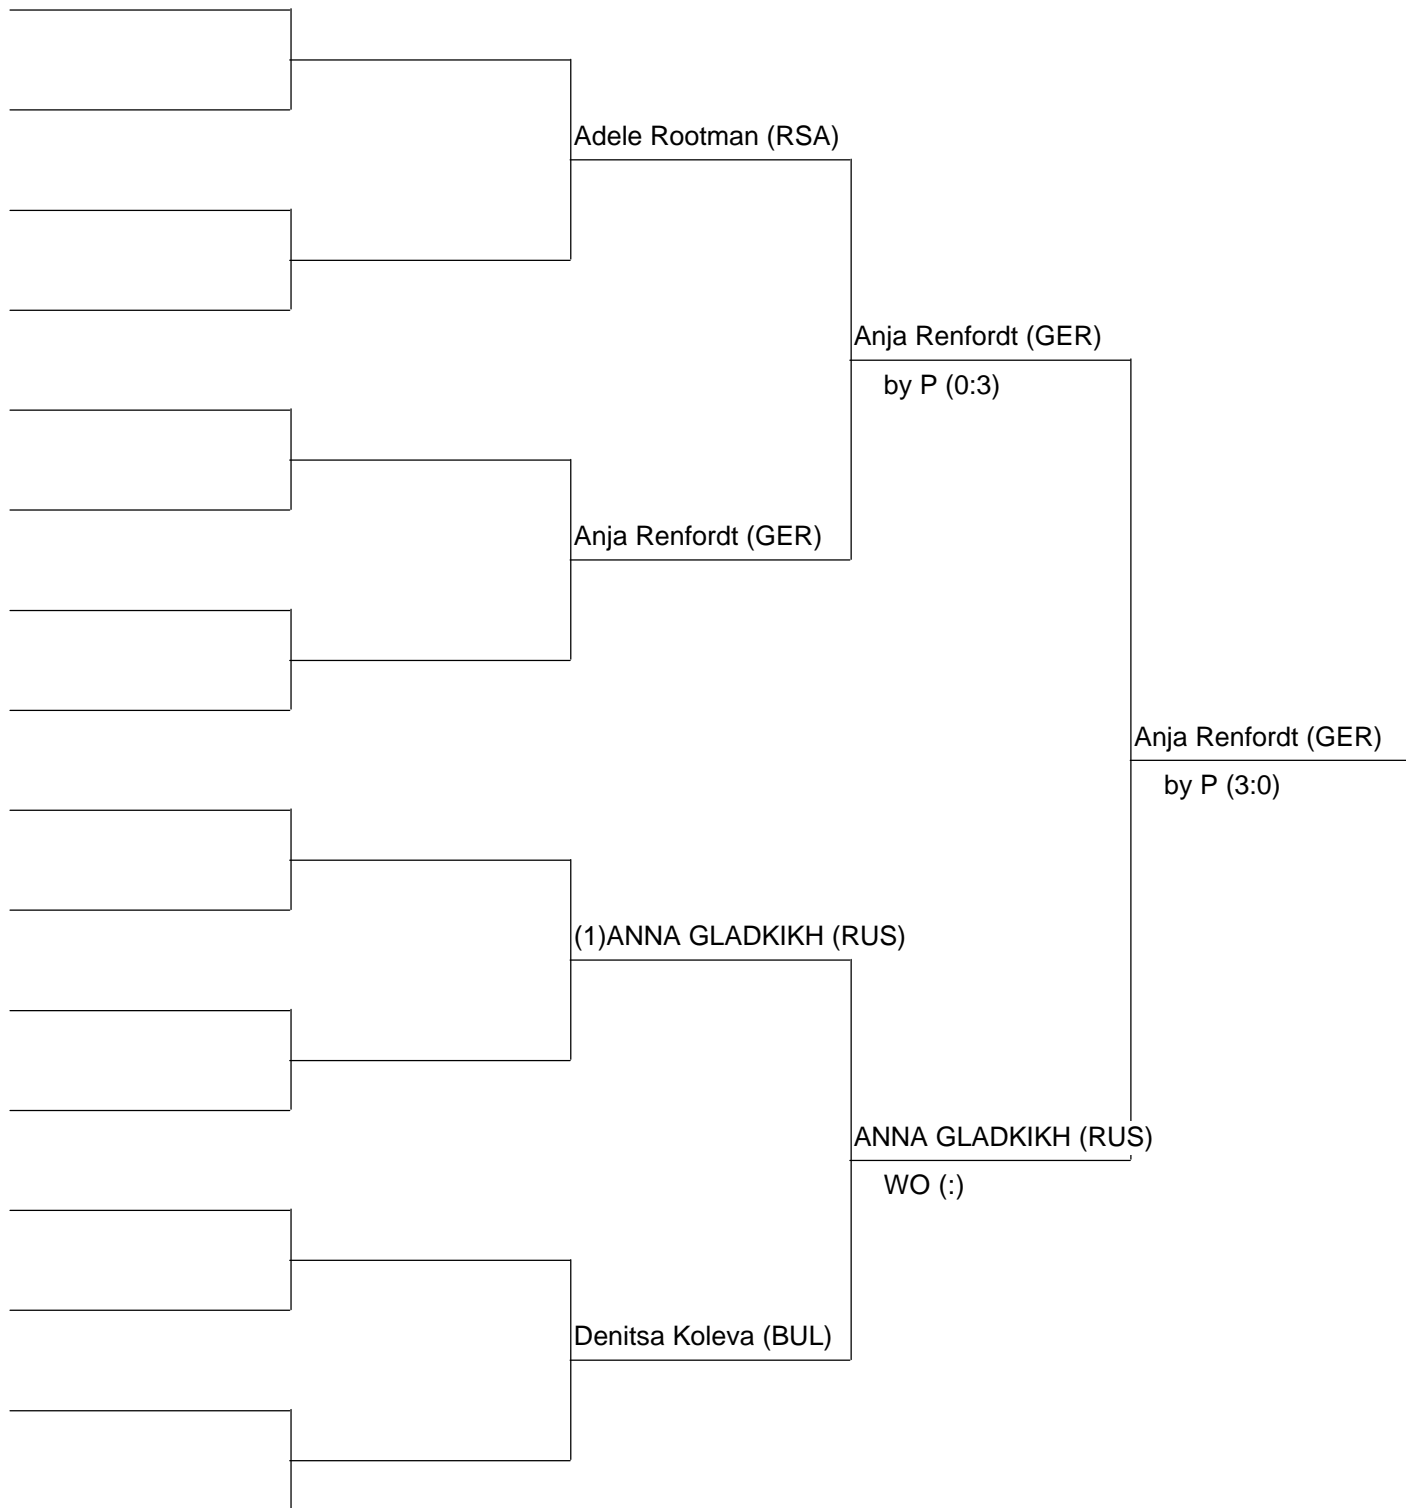 Adele Rootman (RSA)
Anja Renfordt (GER)
by P (0:3)
Anja Renfordt (GER)
Anja Renfordt (GER)
by P (3:0)
(1)ANNA GLADKIKH (RUS)
ANNA GLADKIKH (RUS)
WO (:)
Denitsa Koleva (BUL)